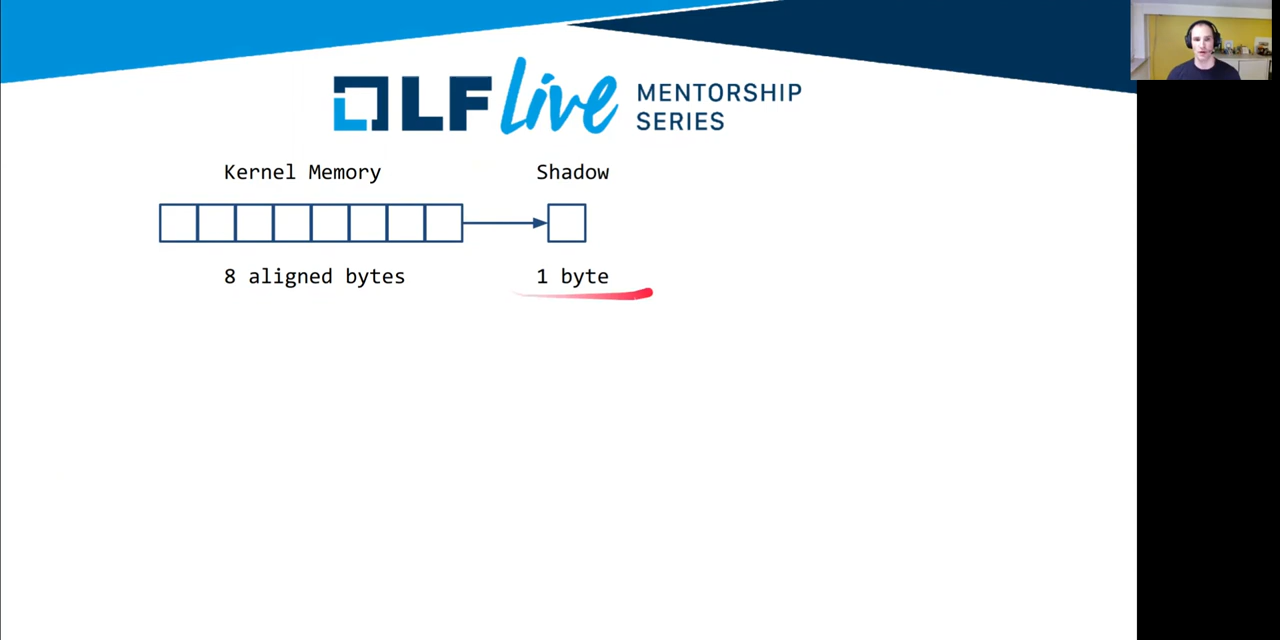 LF Live MENTORSHIP
SERIES
Kernel Memory Shadow
8 aligned bytes 1 byte